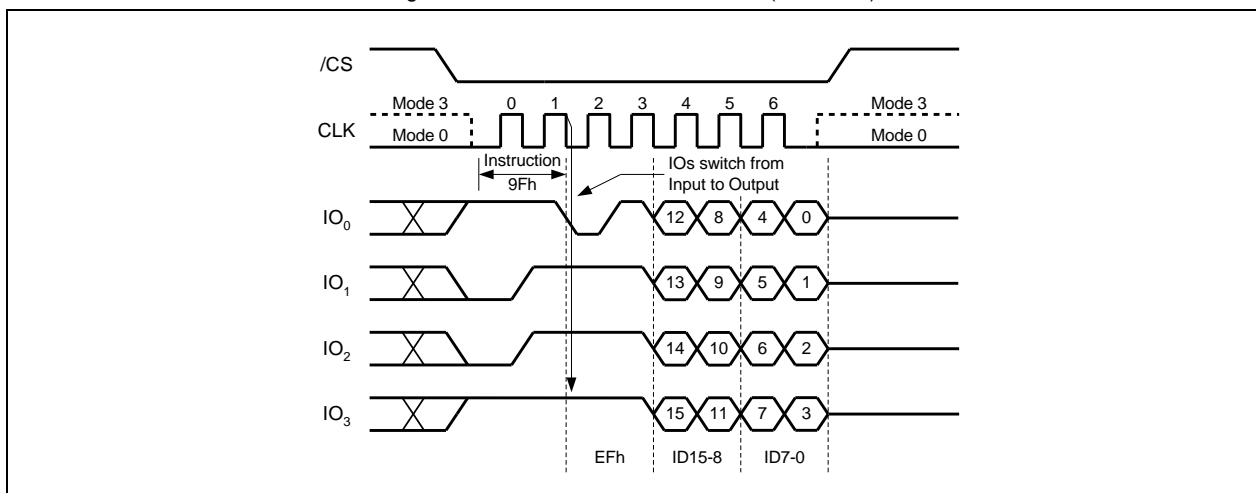 /CS
Mode 3 0 1 2 3 4 5 6 Mode 3
CLK Mode 0 Mode 0
Instruction IOs switch from
9Fh Input to Output
IO0 12 8 4 0
IO1 13 9 5 1
IO2 14 10 6 2
IO3 15 11 7 3
EFh ID15-8 ID7-0